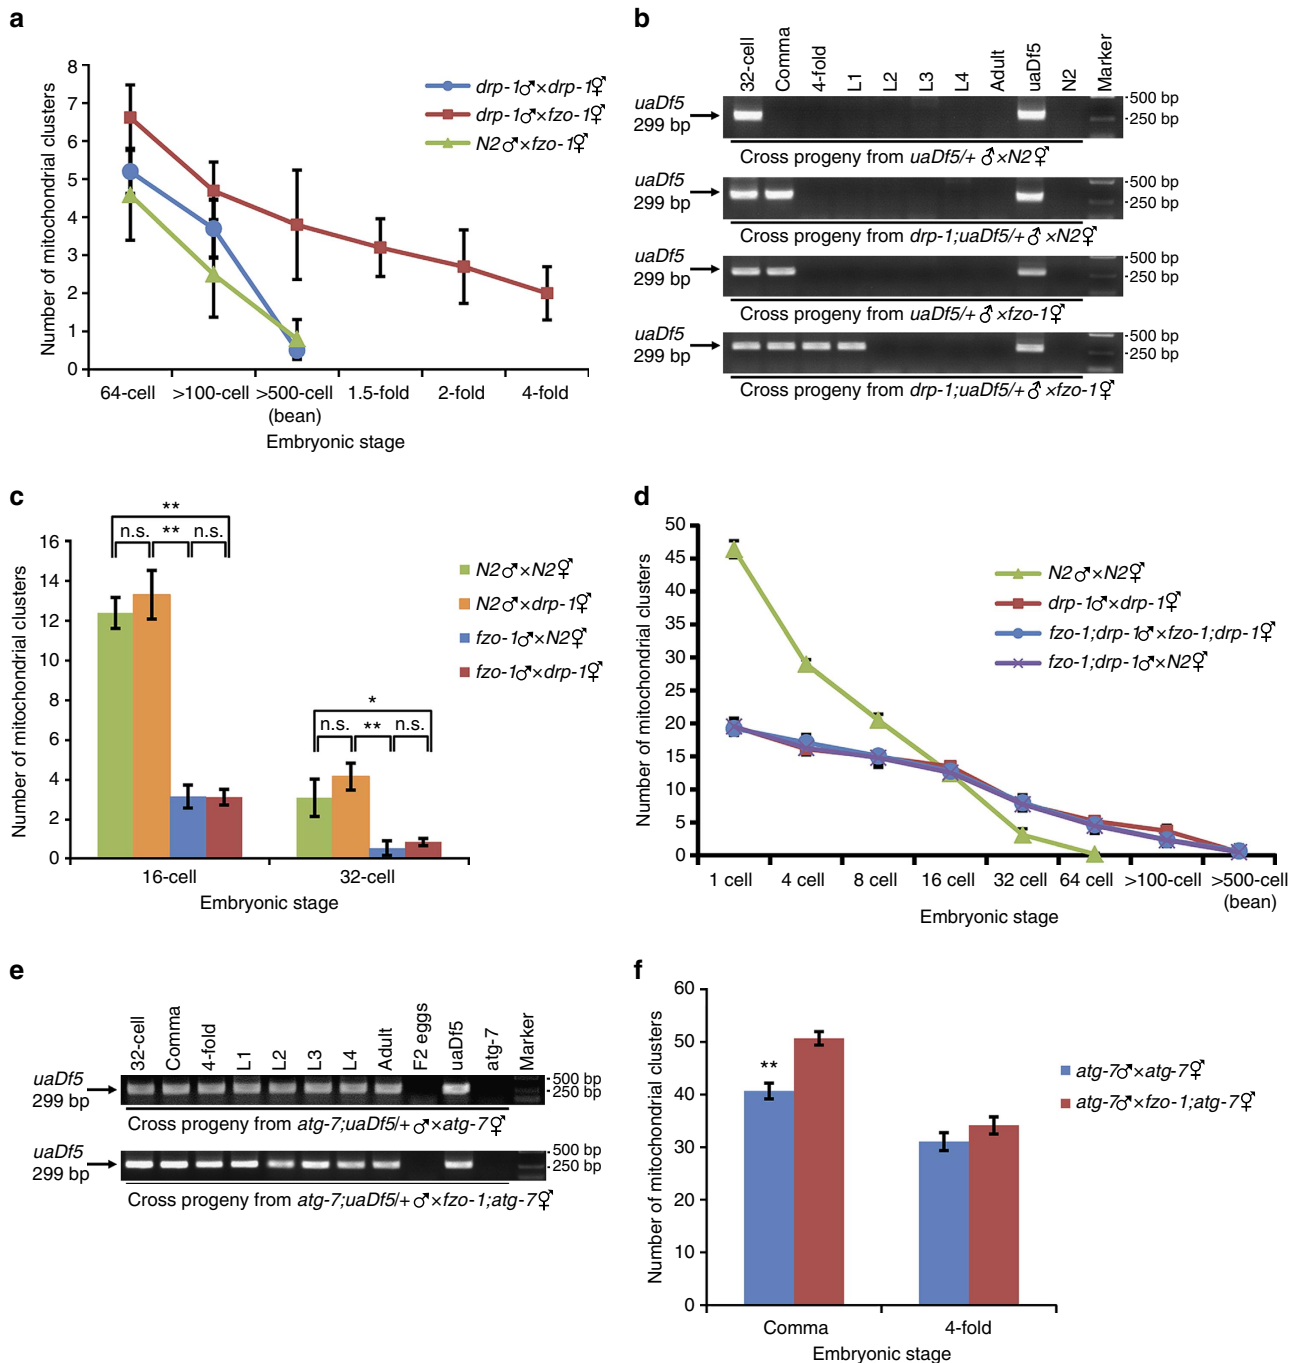 a
Number of mitochondrial clusters
8
7
6
5
4
3
2
1
0
drp-1♂×drp-1⚥
drp-1♂×fzo-1⚥
N2♂×fzo-1⚥
64-cell >100-cell >500-cell (bean) 1.5-fold 2-fold 4-fold
Embryonic stage
b
32-cell Comma 4-fold L1 L2 L3 L4 Adult uaDf5 N2 Marker
uaDf5
299 bp
500 bp
250 bp
Cross progeny from uaDf5/+ ♂×N2⚥
uaDf5
299 bp
500 bp
250 bp
Cross progeny from drp-1;uaDf5/+♂×N2⚥
uaDf5
299 bp
500 bp
250 bp
Cross progeny from uaDf5/+ ♂×fzo-1⚥
uaDf5
299 bp
500 bp
250 bp
Cross progeny from drp-1;uaDf5/+♂×fzo-1⚥
c
Number of mitochondrial clusters
16
14
12
10
8
6
4
2
0
**
n.s. ** n.s.
*
n.s. ** n.s.
N2♂×N2⚥
N2♂×drp-1⚥
fzo-1♂×N2⚥
fzo-1♂×drp-1⚥
16-cell 32-cell
Embryonic stage
d
Number of mitochondrial clusters
50
45
40
35
30
25
20
15
10
5
0
N2♂×N2⚥
drp-1♂×drp-1⚥
fzo-1;drp-1♂×fzo-1;drp-1⚥
fzo-1;drp-1♂×N2⚥
1 cell 4 cell 8 cell 16 cell 32 cell 64 cell >100-cell >500-cell
(bean)
Embryonic stage
e
32-cell Comma 4-fold L1 L2 L3 L4 Adult F2 eggs uaDf5 atg-7 Marker
uaDf5
299 bp
500 bp
250 bp
Cross progeny from atg-7;uaDf5/+♂×atg-7⚥
uaDf5
299 bp
500 bp
250 bp
Cross progeny from atg-7;uaDf5/+♂×fzo-1;atg-7⚥
f
Number of mitochondrial clusters
60
50
40
30
20
10
0
**
atg-7♂×atg-7⚥
atg-7♂×fzo-1;atg-7⚥
Comma 4-fold
Embryonic stage